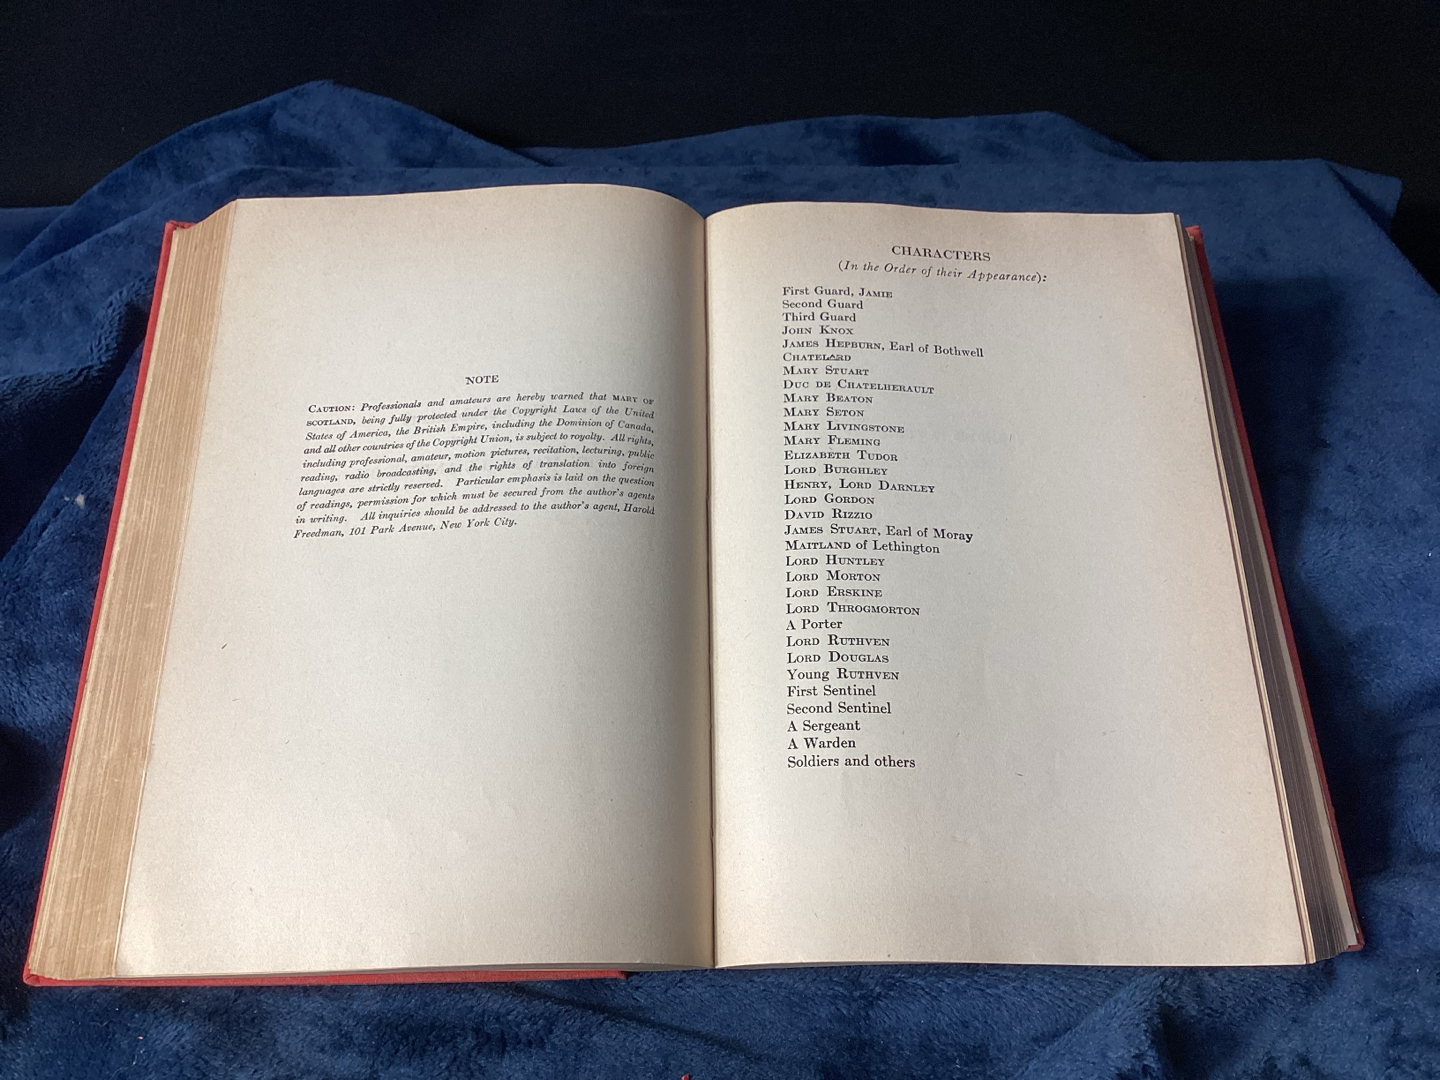 NOTE
CAUTION: Professionals and amateurs are hereby warned that MARY OF
SCOTLAND, being fully protected under the Copyright Laws of the United
States of America, the British Empire, including the Dominion of Canada,
and all other countries of the Copyright Union, is subject to royalty. All rights,
including professional, amateur, motion pictures, recitation, lecturing, public
reading, radio broadcasting, and the rights of translation into foreign
languages are strictly reserved. Particular emphasis is laid on the question
of readings, permission for which must be secured from the author's agents
in writing. All inquiries should be addressed to the author's agent, Harold
Freedman, 101 Park Avenue, New York City.
CHARACTERS
(In the Order of their Appearance):
First Guard, JAMIE
Second Guard
Third Guard
JOHN KNOX
JAMES HEPBURN, Earl of Bothwell
CHATELARD
MARY STUART
DUC DE CHATELHERAULT
MARY BEATON
MARY SETON
MARY LIVINGSTONE
MARY FLEMING
ELIZABETH TUDOR
LORD BURGHLEY
HENRY, LORD DARNLEY
LORD GORDON
DAVID RIZZIO
JAMES STUART, Earl of Moray
MAITLAND of Lethington
LORD HUNTLEY
LORD MORTON
LORD ERSKINE
LORD THROGMORTON
A Porter
LORD RUTHVEN
LORD DOUGLAS
Young RUTHVEN
First Sentinel
Second Sentinel
A Sergeant
A Warden
Soldiers and others